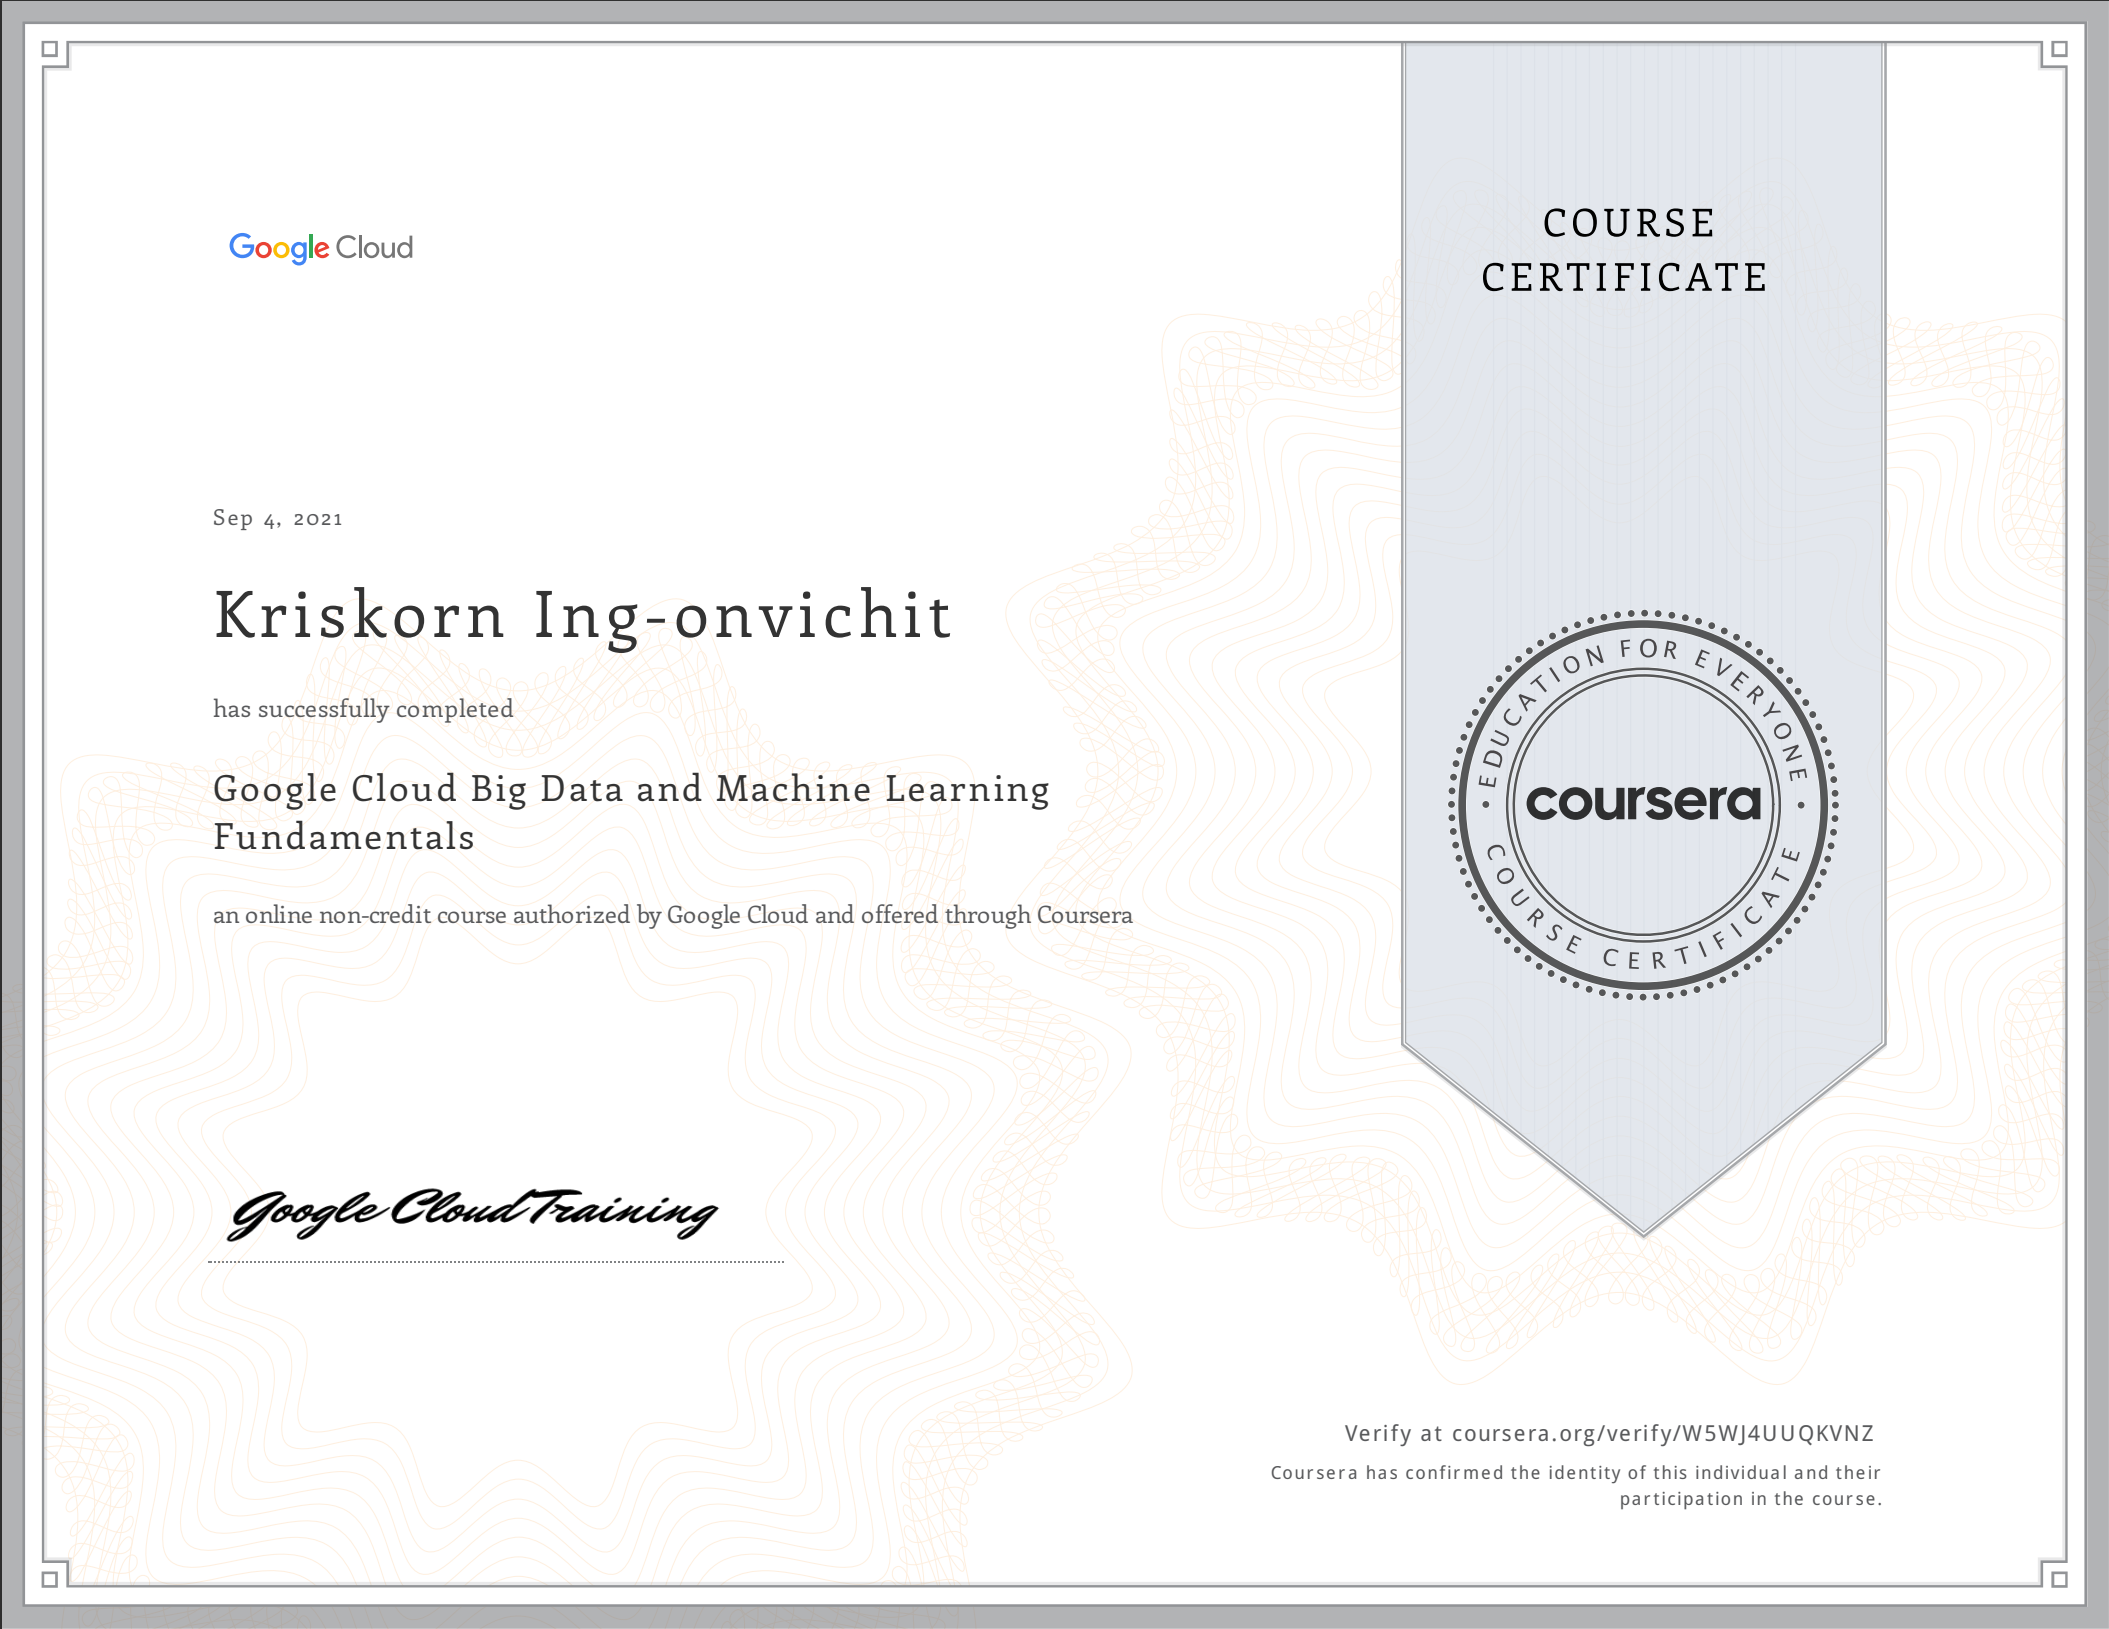 Google Cloud
COURSE
CERTIFICATE
Sep 4, 2021
Kriskorn Ing-onvichit
has successfully completed
Google Cloud Big Data and Machine Learning
Fundamentals
an online non-credit course authorized by Google Cloud and offered through Coursera
EDUCATION FOR EVERYONE
coursera
COURSE CERTIFICATE
Google Cloud Training
Verify at coursera.org/verify/W5WJ4UUQKVNZ
Coursera has confirmed the identity of this individual and their
participation in the course.